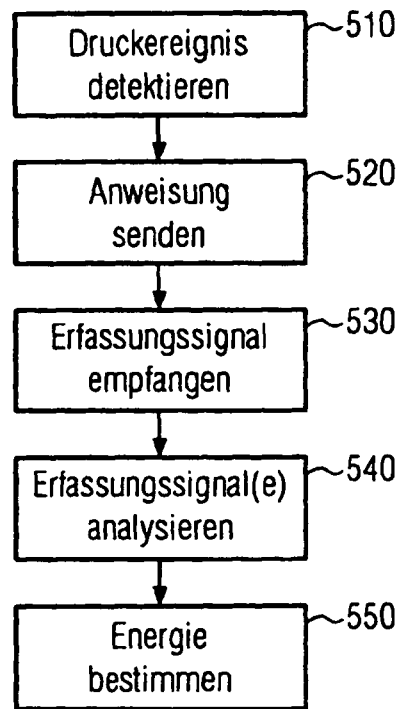 Druckereignis
detektieren
510
Anweisung
senden
520
Erfassungssignal
empfangen
530
Erfassungssignal(e)
analysieren
540
Energie
bestimmen
550